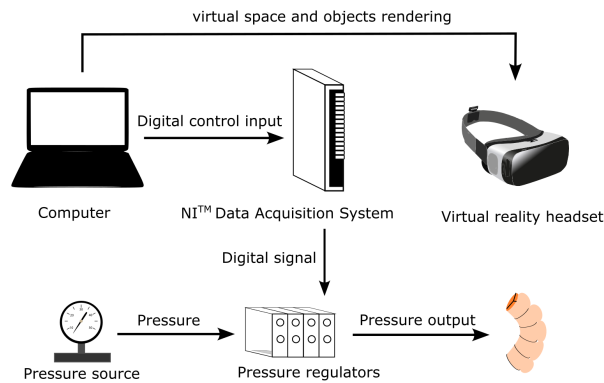 virtual space and objects rendering
Digital control input
Computer
NI™ Data Acquisition System
Virtual reality headset
Digital signal
Pressure
Pressure output
Pressure source
Pressure regulators